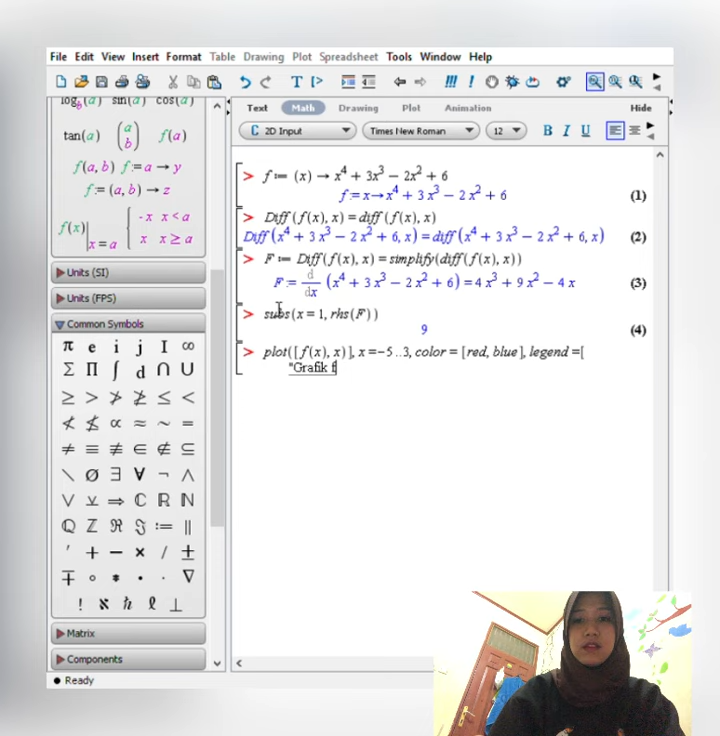 File Edit View Insert Format Table Drawing Plot Spreadsheet Tools Window Help
Text Math Drawing Plot Animation Hide
C 2D Input Times New Roman 12 B I U
log_b(a) sin(a) cos(a)
tan(a) (a b) f(a)
f(a, b) f:=a→y
f:=(a, b)→z
f(x)|x=a { -x x<a
x x≥a
Units (SI)
Units (FPS)
Common Symbols
π e i j I ∞
Σ Π ∫ d ∩ ∪
≥ > ≯ ≱ ≤ <
≮ ≰ ∝ ≈ ~ =
≠ ≡ ≢ ∈ ∉ ⊆
\ Ø ∃ ∀ ¬ ∧
∨ ⊻ ⇒ ℂ ℝ ℕ
ℚ ℤ ℜ ℑ := ∥
′ + − × / ±
∓ ∘ * · . ∇
! ℵ ℏ ℓ ⊥
Matrix
Components
Ready
> f := (x) → x⁴ + 3x³ − 2x² + 6
f := x→x⁴ + 3 x³ − 2 x² + 6 (1)
> Diff(f(x), x) = diff(f(x), x)
Diff(x⁴ + 3 x³ − 2 x² + 6, x) = diff(x⁴ + 3 x³ − 2 x² + 6, x) (2)
> F := Diff(f(x), x) = simplify(diff(f(x), x))
F := d/dx (x⁴ + 3 x³ − 2 x² + 6) = 4 x³ + 9 x² − 4 x (3)
> subs(x = 1, rhs(F))
9 (4)
> plot([f(x), x)], x =−5 ..3, color = [red, blue], legend =[
"Grafik f